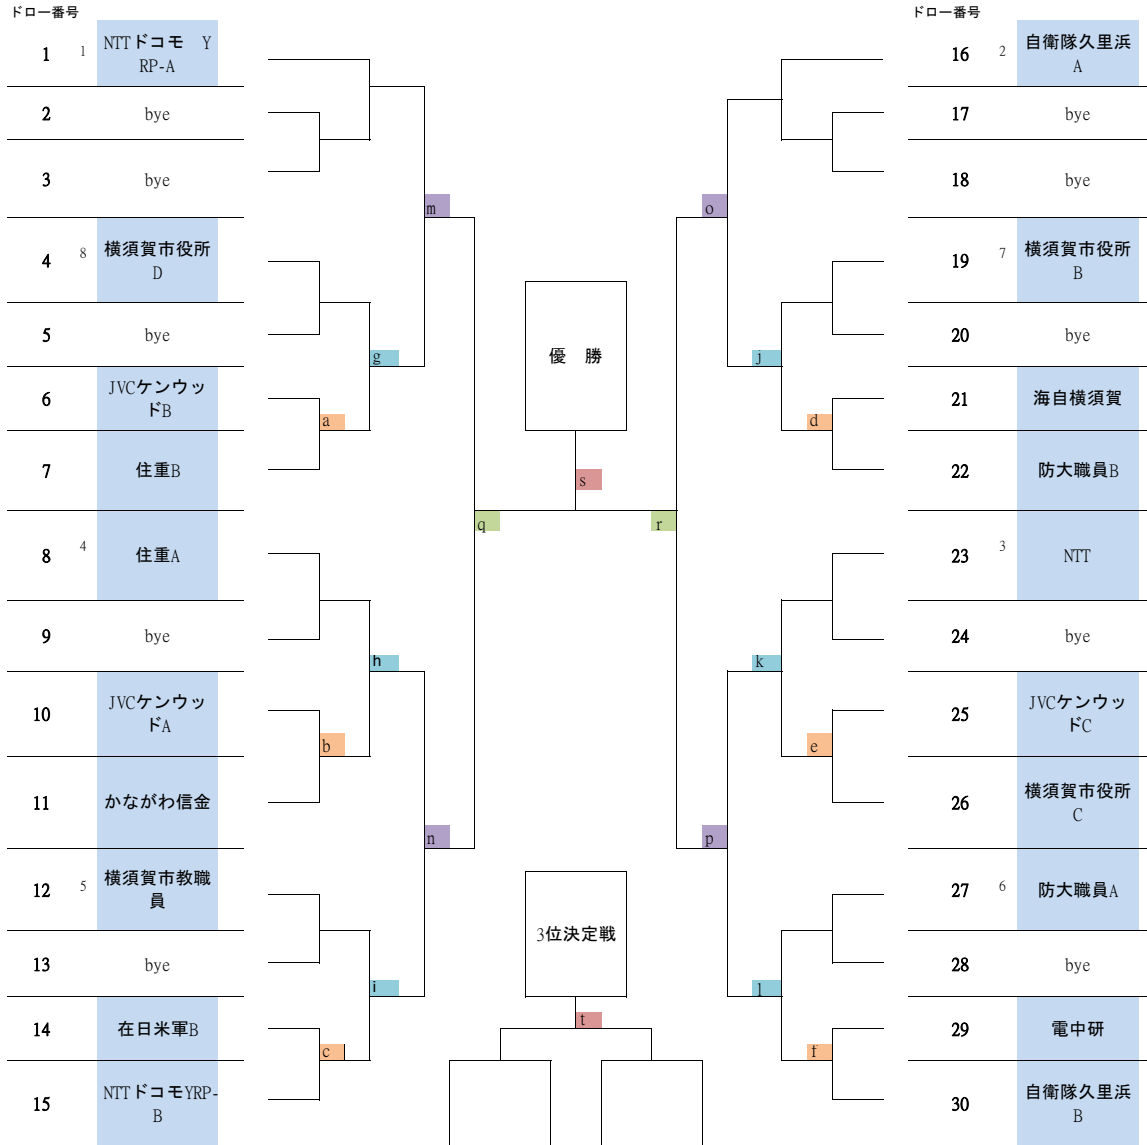 ドロー番号
1 1 NTTドコモ　Y
RP-A
2 bye
3 bye
4 8 横須賀市役所
D
5 bye
6 JVCケンウッ
ドB
7 住重B
8 4 住重A
9 bye
10 JVCケンウッ
ドA
11 かながわ信金
12 5 横須賀市教職
員
13 bye
14 在日米軍B
15 NTTドコモYRP-
B
m
g
a
q
h
b
n
i
c
優　勝
s
3位決定戦
t
o
j
d
r
k
e
p
l
f
ドロー番号
16 2 自衛隊久里浜
A
17 bye
18 bye
19 7 横須賀市役所
B
20 bye
21 海自横須賀
22 防大職員B
23 3 NTT
24 bye
25 JVCケンウッ
ドC
26 横須賀市役所
C
27 6 防大職員A
28 bye
29 電中研
30 自衛隊久里浜
B